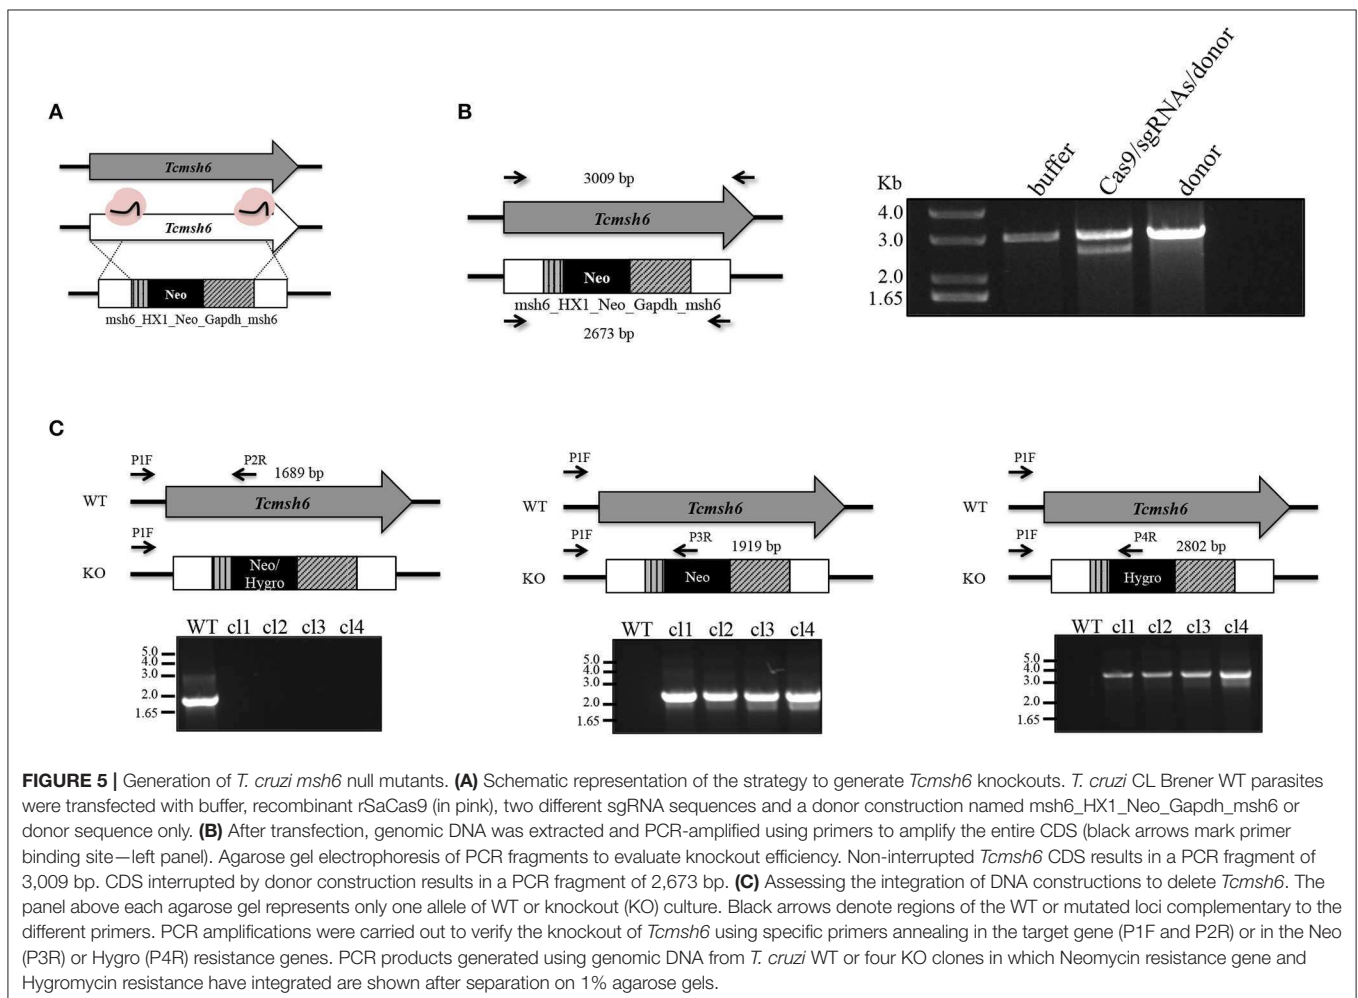 A
Tcmsh6
Tcmsh6
Neo
msh6_HX1_Neo_Gapdh_msh6
B
3009 bp
Tcmsh6
Neo
msh6_HX1_Neo_Gapdh_msh6
2673 bp
Kb
buffer
Cas9/sgRNAs/donor
donor
4.0
3.0
2.0
1.65
C
P1F
P2R
1689 bp
WT
Tcmsh6
P1F
KO
Neo/
Hygro
WT cl1 cl2 cl3 cl4
5.0
4.0
3.0
2.0
1.65
P1F
WT
Tcmsh6
P1F
P3R
1919 bp
KO
Neo
WT cl1 cl2 cl3 cl4
5.0
4.0
3.0
2.0
1.65
P1F
WT
Tcmsh6
P1F
P4R
2802 bp
KO
Hygro
WT cl1 cl2 cl3 cl4
5.0
4.0
3.0
2.0
1.65
FIGURE 5 | Generation of T. cruzi msh6 null mutants. (A) Schematic representation of the strategy to generate Tcmsh6 knockouts. T. cruzi CL Brener WT parasites
were transfected with buffer, recombinant rSaCas9 (in pink), two different sgRNA sequences and a donor construction named msh6_HX1_Neo_Gapdh_msh6 or
donor sequence only. (B) After transfection, genomic DNA was extracted and PCR-amplified using primers to amplify the entire CDS (black arrows mark primer
binding site—left panel). Agarose gel electrophoresis of PCR fragments to evaluate knockout efficiency. Non-interrupted Tcmsh6 CDS results in a PCR fragment of
3,009 bp. CDS interrupted by donor construction results in a PCR fragment of 2,673 bp. (C) Assessing the integration of DNA constructions to delete Tcmsh6. The
panel above each agarose gel represents only one allele of WT or knockout (KO) culture. Black arrows denote regions of the WT or mutated loci complementary to the
different primers. PCR amplifications were carried out to verify the knockout of Tcmsh6 using specific primers annealing in the target gene (P1F and P2R) or in the Neo
(P3R) or Hygro (P4R) resistance genes. PCR products generated using genomic DNA from T. cruzi WT or four KO clones in which Neomycin resistance gene and
Hygromycin resistance have integrated are shown after separation on 1% agarose gels.